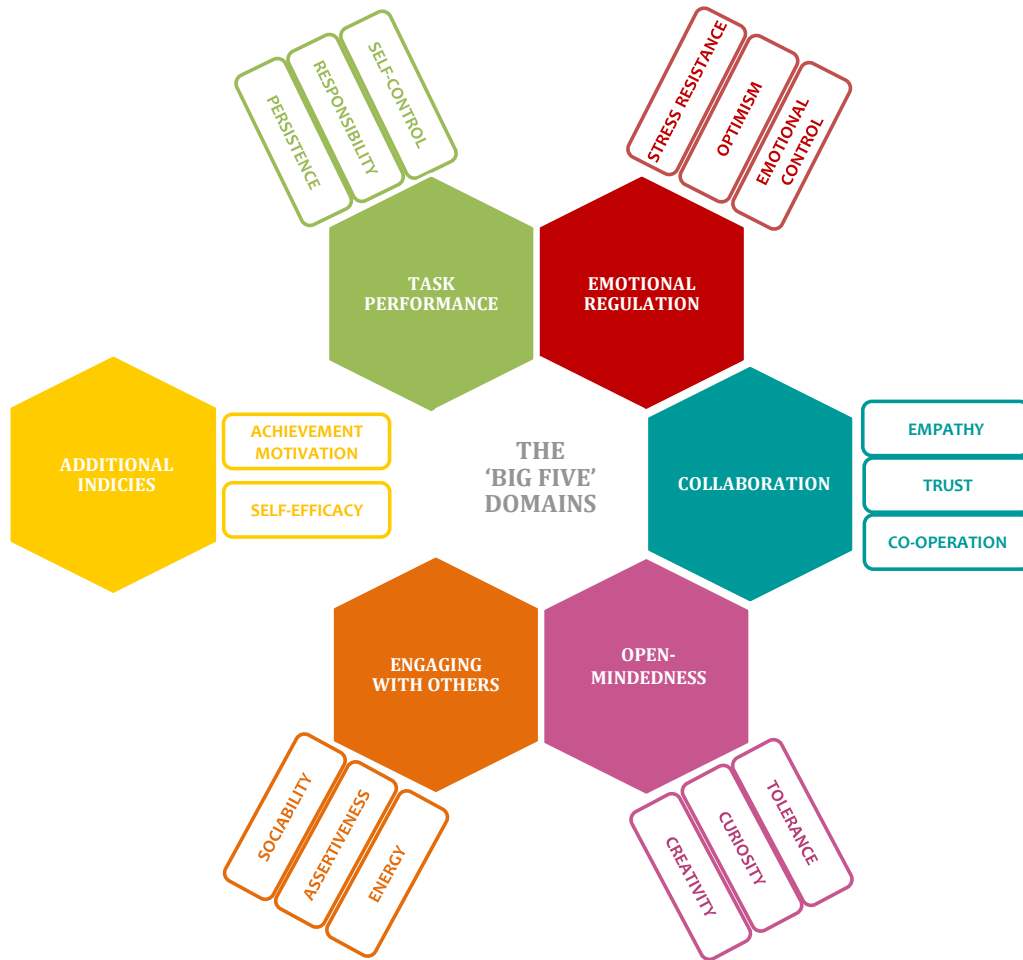 SELF-CONTROL
RESPONSIBILITY
PERSISTENCE
STRESS RESISTANCE
OPTIMISM
EMOTIONAL
CONTROL
TASK
PERFORMANCE
EMOTIONAL
REGULATION
ADDITIONAL
INDICIES
ACHIEVEMENT
MOTIVATION
SELF-EFFICACY
THE
‘BIG FIVE’
DOMAINS
COLLABORATION
EMPATHY
TRUST
CO-OPERATION
ENGAGING
WITH OTHERS
OPEN-
MINDEDNESS
SOCIABILITY
ASSERTIVENESS
ENERGY
CREATIVITY
CURIOSITY
TOLERANCE